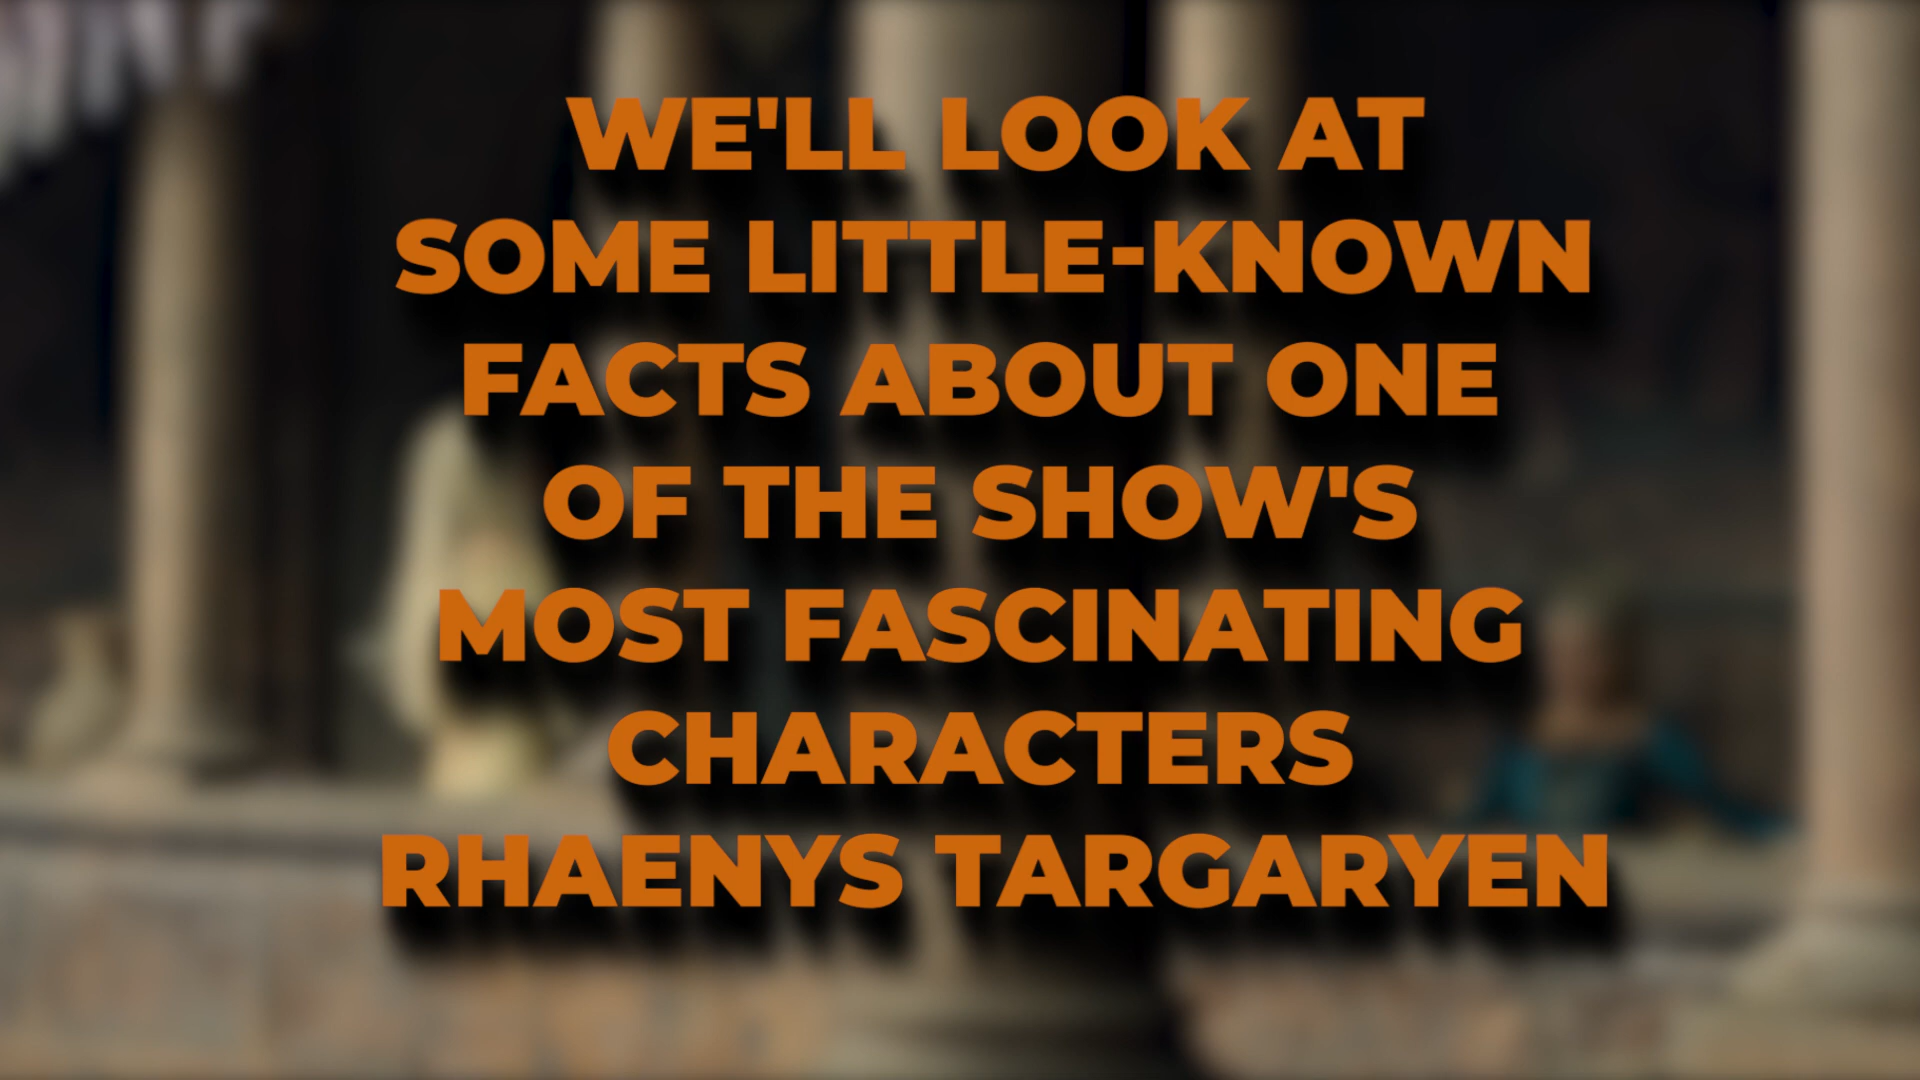 WE'LL LOOK AT
SOME LITTLE-KNOWN
FACTS ABOUT ONE
OF THE SHOW'S
MOST FASCINATING
CHARACTERS
RHAENYS TARGARYEN